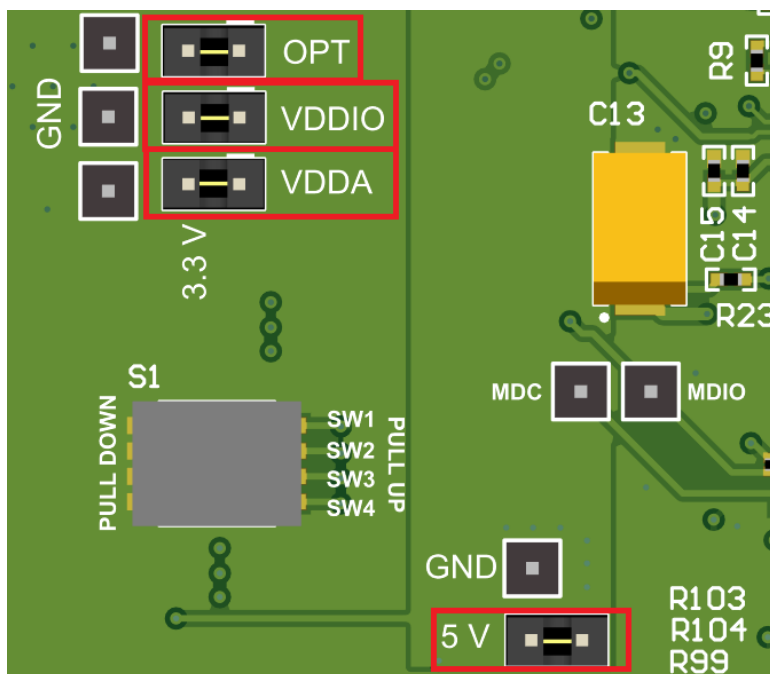 GND
OPT
VDDIO
VDDA
3.3 V
R9
C13
C15
C14
R23
S1
PULL DOWN
SW1
SW2
SW3
SW4
PULL UP
MDC
MDIO
GND
5 V
R103
R104
R99